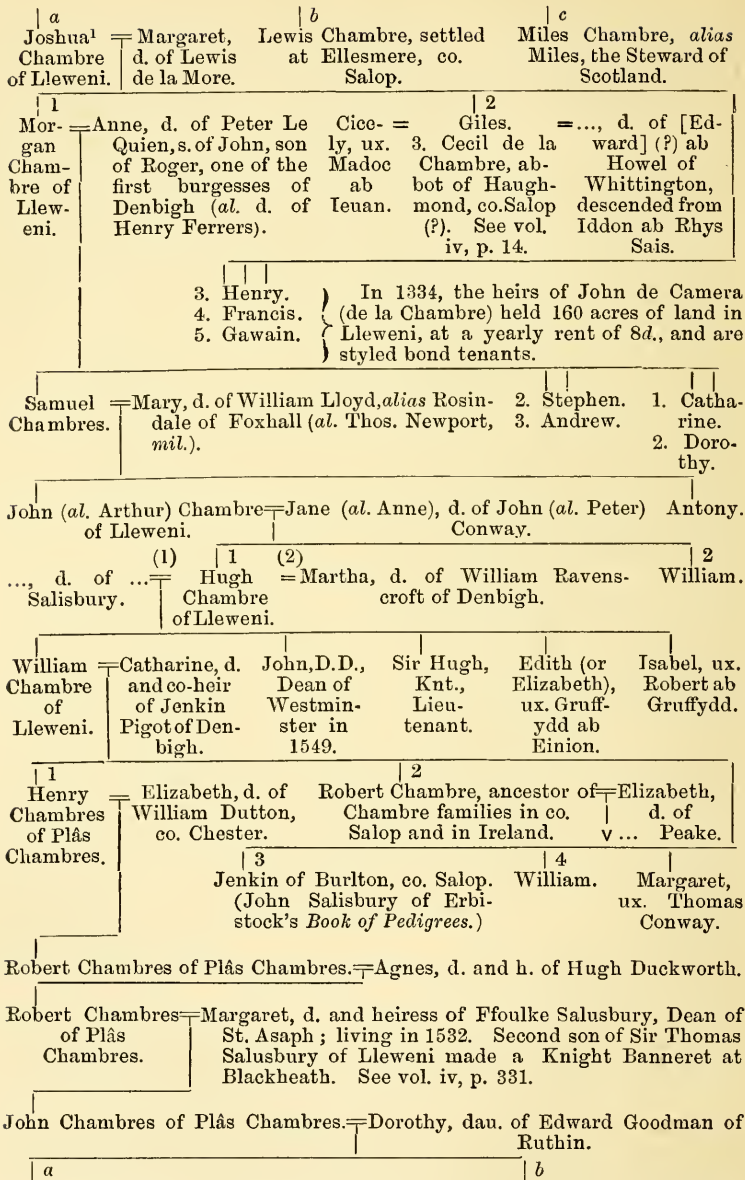 | a | b | c
Joshua¹ = Margaret, Lewis Chambre, settled Miles Chambre, alias
Chambre d. of Lewis at Ellesmere, co. Miles, the Steward of
of Lleweni. de la More. Salop. Scotland.
| 1 | 2
Mor- = Anne, d. of Peter Le Cice- = Giles. = ..., d. of [Ed-
gan Quien, s. of John, son ly, ux. 3. Cecil de la ward] (?) ab
Cham- of Roger, one of the Madoc Chambre, ab- Howel of
bre of first burgesses of ab bot of Haugh- Whittington,
Llew- Denbigh (al. d. of Ieuan. mond, co. Salop descended from
eni. Henry Ferrers). (?). See vol. Iddon ab Rhys
iv, p. 14. Sais.
3. Henry. } In 1334, the heirs of John de Camera
4. Francis. { (de la Chambre) held 160 acres of land in
5. Gawain. { Lleweni, at a yearly rent of 8d., and are
} styled bond tenants.
Samuel = Mary, d. of William Lloyd, alias Rosin- 2. Stephen. 1. Catha-
Chambres. dale of Foxhall (al. Thos. Newport, 3. Andrew. rine.
mil.). 2. Doro-
thy.
John (al. Arthur) Chambre = Jane (al. Anne), d. of John (al. Peter) Antony.
of Lleweni. Conway.
(1) | 1 (2) | 2
..., d. of ... = Hugh = Martha, d. of William Ravens- William.
Salisbury. Chambre croft of Denbigh.
of Lleweni.
William = Catharine, d. John, D.D., Sir Hugh, Edith (or Isabel, ux.
Chambre and co-heir Dean of Knt., Elizabeth), Robert ab
of of Jenkin Westmin- Lieu- ux. Gruff- Gruffydd.
Lleweni. Pigot of Den- ster in tenant. ydd ab
bigh. 1549. Einion.
| 1 | 2
Henry = Elizabeth, d. of Robert Chambre, ancestor of = Elizabeth,
Chambres William Dutton, Chambre families in co. d. of
of Plâs co. Chester. Salop and in Ireland. v ... Peake.
Chambres. | 3 | 4
Jenkin of Burlton, co. Salop. William. Margaret,
(John Salisbury of Erbi- ux. Thomas
stock's Book of Pedigrees.) Conway.
Robert Chambres of Plâs Chambres. = Agnes, d. and h. of Hugh Duckworth.
Robert Chambres = Margaret, d. and heiress of Ffoulke Salusbury, Dean of
of Plâs St. Asaph; living in 1532. Second son of Sir Thomas
Chambres. Salusbury of Lleweni made a Knight Banneret at
Blackheath. See vol. iv, p. 331.
John Chambres of Plâs Chambres. = Dorothy, dau. of Edward Goodman of
Ruthin.
| a | b